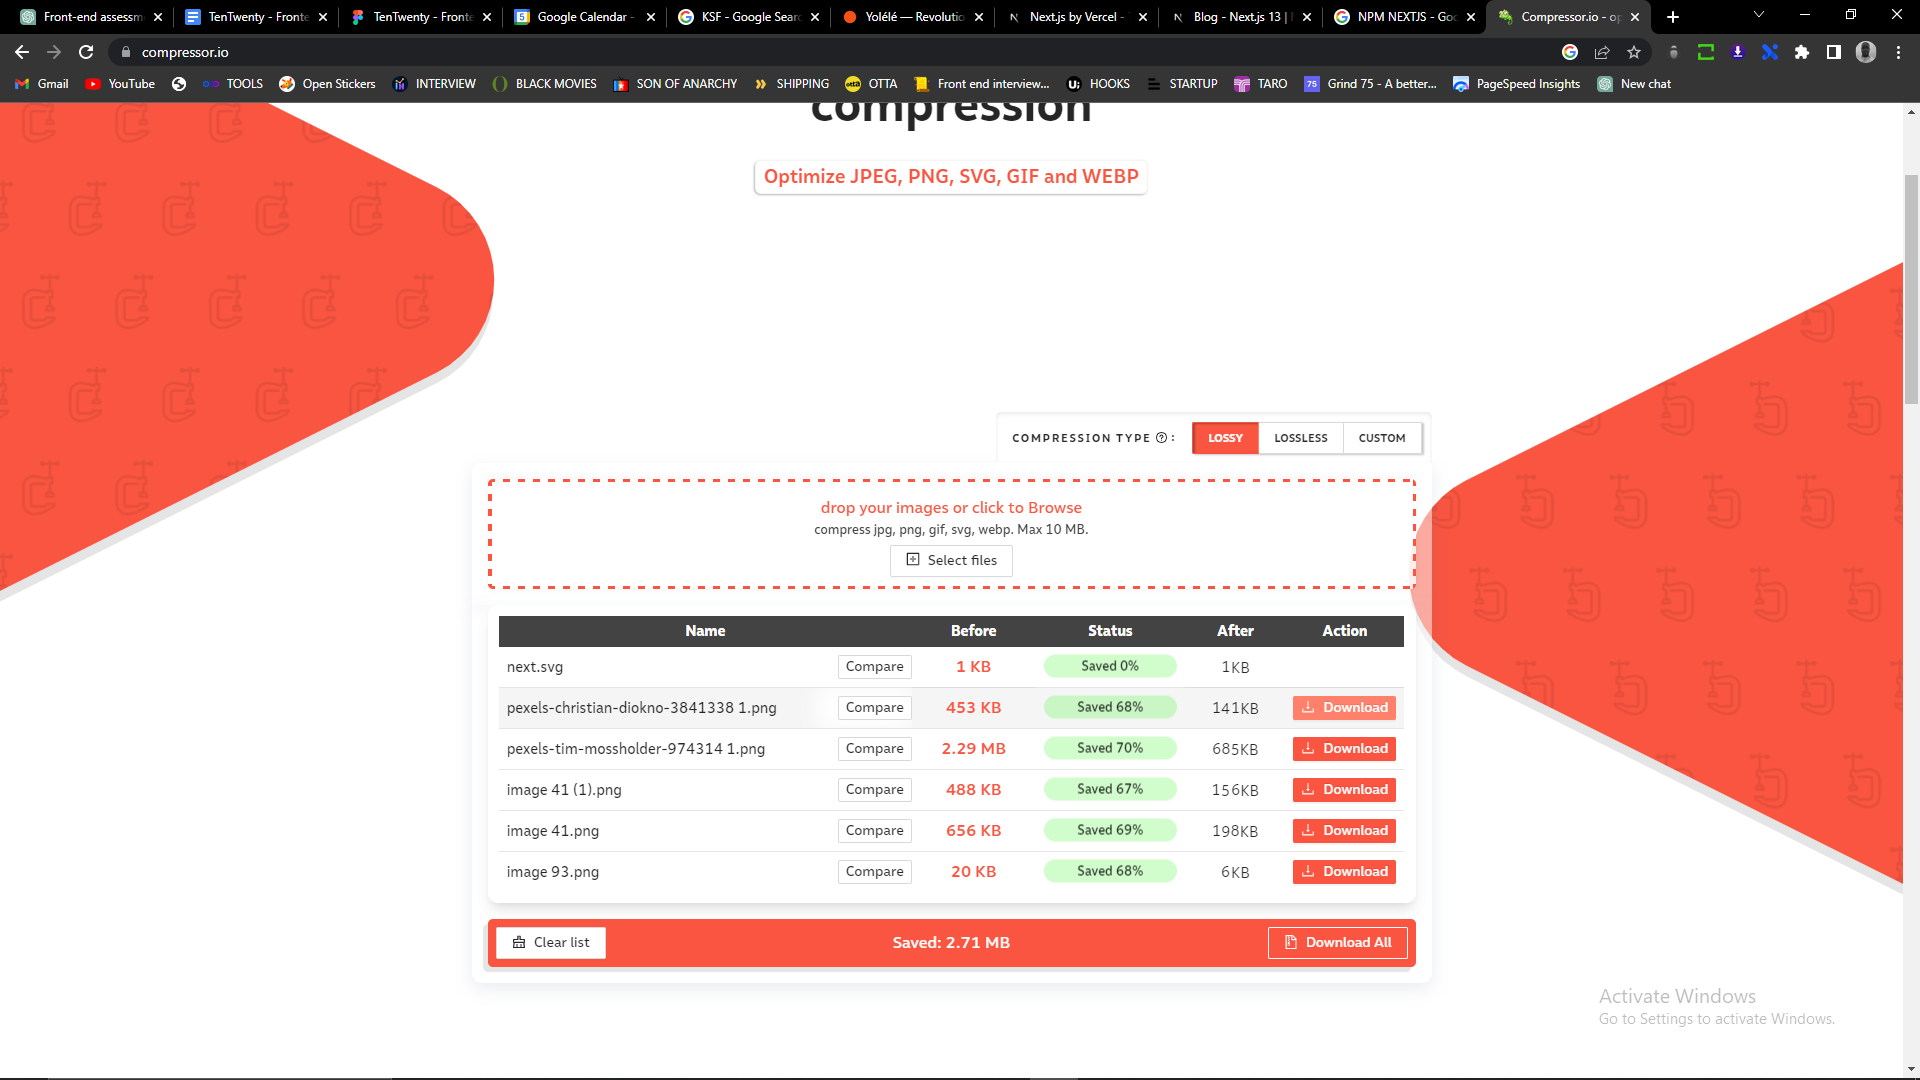 Front-end assessm
TenTwenty - Fronte
TenTwenty - Fronte
Google Calendar -
KSF - Google Searc
Yolélé — Revolutio
Next.js by Vercel -
Blog - Next.js 13 |
NPM NEXTJS - Goo
Compressor.io - op
compressor.io
Gmail
YouTube
TOOLS
Open Stickers
INTERVIEW
BLACK MOVIES
SON OF ANARCHY
SHIPPING
otta
OTTA
Front end interview...
HOOKS
STARTUP
TARO
75
Grind 75 - A better...
PageSpeed Insights
New chat
compression
Optimize JPEG, PNG, SVG, GIF and WEBP
COMPRESSION TYPE ? : LOSSY LOSSLESS CUSTOM
drop your images or click to Browse
compress jpg, png, gif, svg, webp. Max 10 MB.
Select files
Name Before Status After Action
next.svg Compare 1 KB Saved 0% 1KB
pexels-christian-diokno-3841338 1.png Compare 453 KB Saved 68% 141KB Download
pexels-tim-mossholder-974314 1.png Compare 2.29 MB Saved 70% 685KB Download
image 41 (1).png Compare 488 KB Saved 67% 156KB Download
image 41.png Compare 656 KB Saved 69% 198KB Download
image 93.png Compare 20 KB Saved 68% 6KB Download
Clear list Saved: 2.71 MB Download All
Activate Windows
Go to Settings to activate Windows.